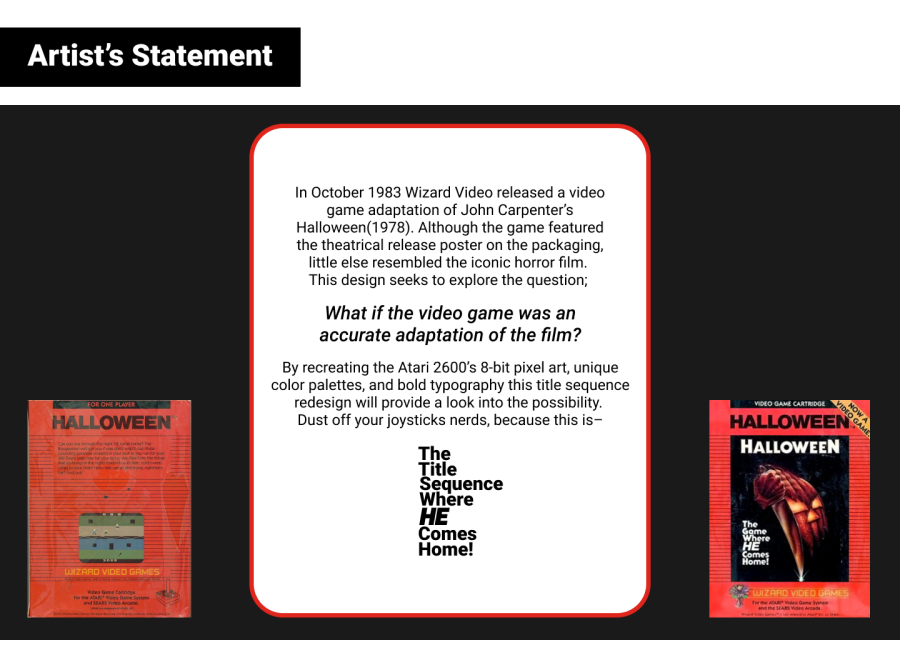 Artist's Statement
In October 1983 Wizard Video released a video
game adaptation of John Carpenter's
Halloween(1978). Although the game featured
the theatrical release poster on the packaging,
little else resembled the iconic horror film.
This design seeks to explore the question;
What if the video game was an
accurate adaptation of the film?
By recreating the Atari 2600's 8-bit pixel art, unique
color palettes, and bold typography this title sequence
redesign will provide a look into the possibility.
Dust off your joysticks nerds, because this is–
The
Title
Sequence
Where
HE
Comes
Home!
FOR ONE PLAYER
HALLOWEEN
WIZARD VIDEO GAMES
Video Game Cartridge
For the ATARI® Video Game System
and SEARS Video Arcade.
VIDEO GAME CARTRIDGE
NOW A
VIDEO GAME
HALLOWEEN
HALLOWEEN
The
Game
Where
HE
Comes
Home!
WIZARD VIDEO GAMES
For the ATARI® Video Game System
and the SEARS Video Arcade